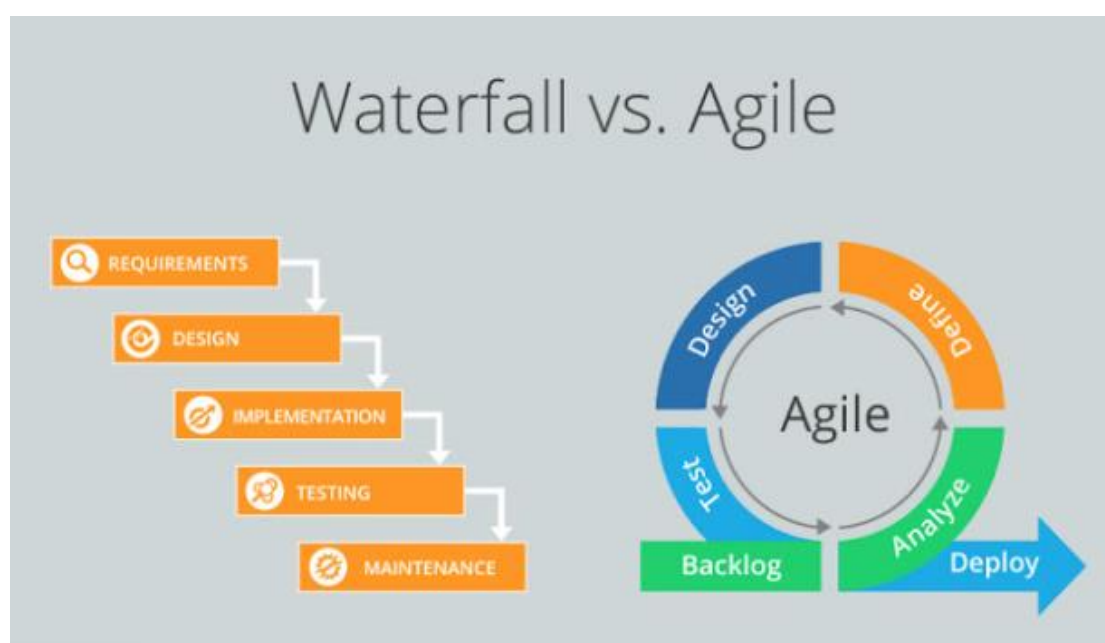 Waterfall vs. Agile
REQUIREMENTS
DESIGN
IMPLEMENTATION
TESTING
MAINTENANCE
Design
Define
Agile
Test
Analyze
Backlog
Deploy